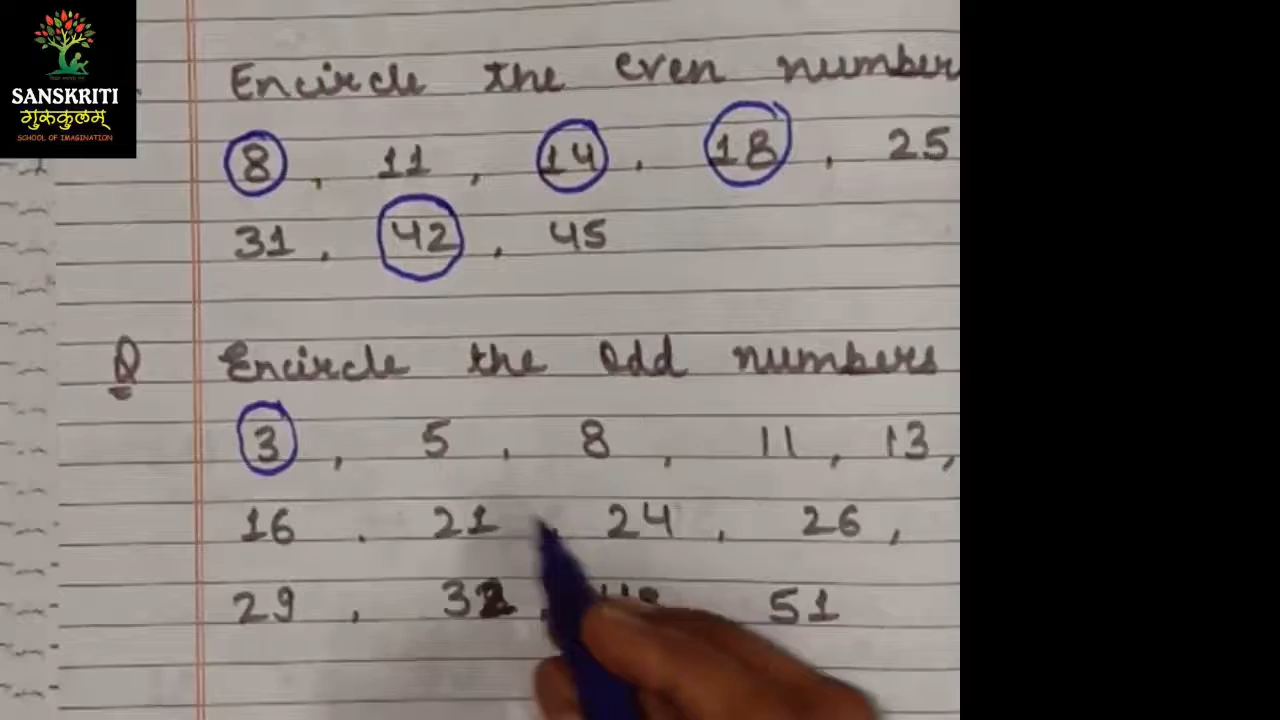 SANSKRITI
गुरुकुलम्
SCHOOL OF IMAGINATION
Encircle the even number
8 , 11 , 14 . 18 , 25
31 . 42 . 45
Q Encircle the Odd numbers
3 , 5 . 8 , 11 , 13 ,
16 . 21 . 24 , 26 ,
29 , 32 , 51